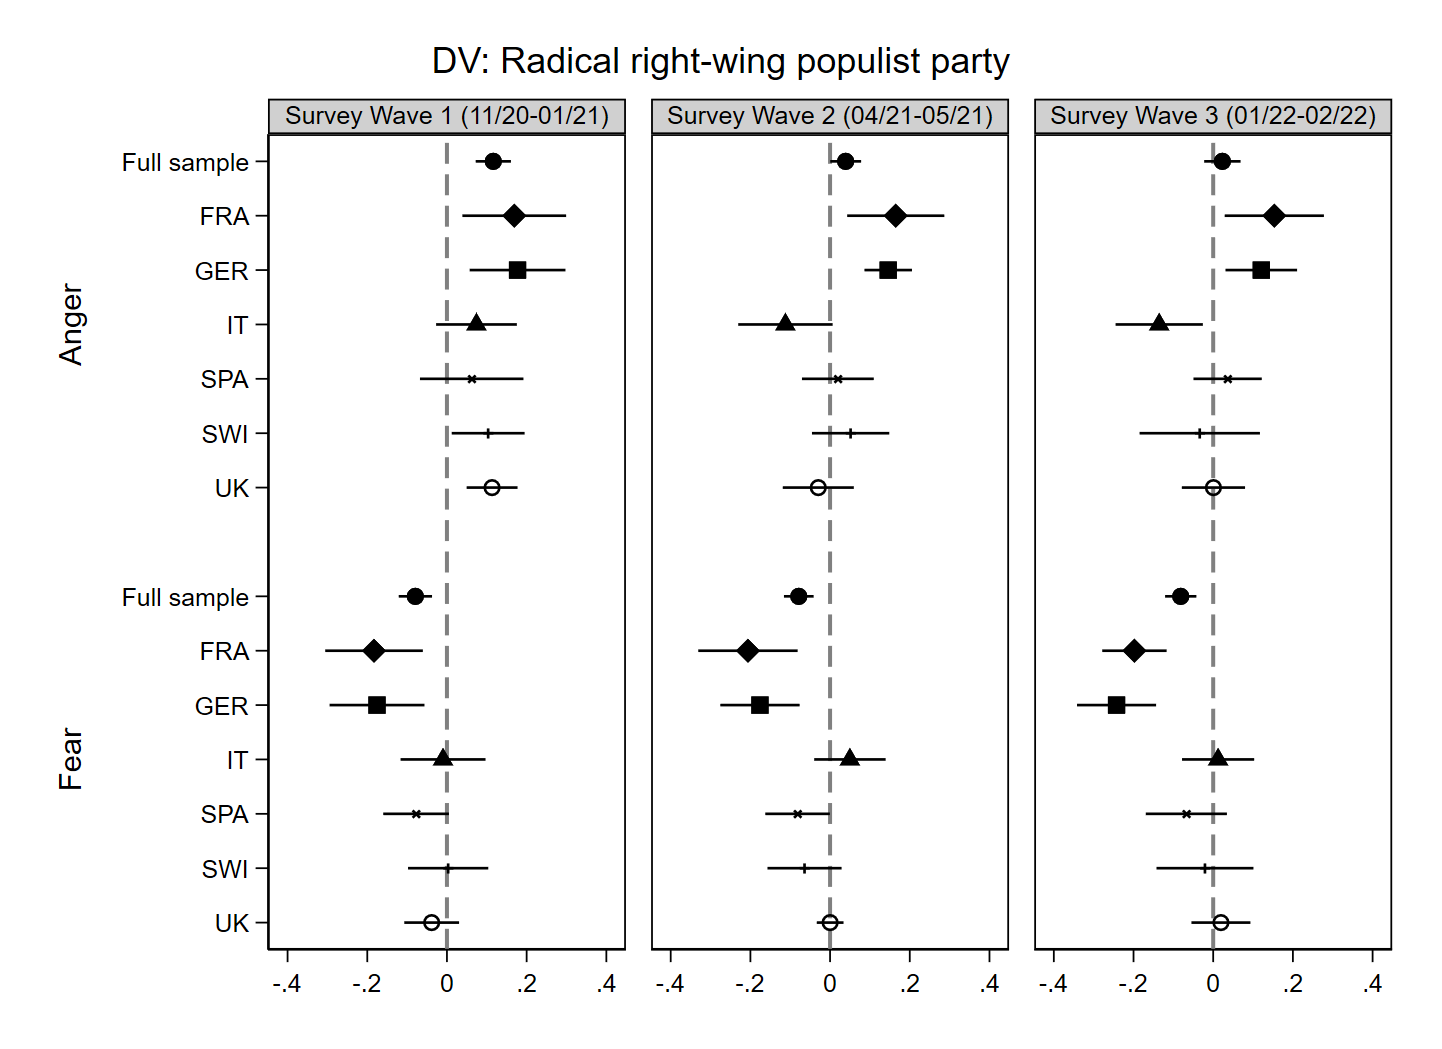 DV: Radical right-wing populist party
Survey Wave 1 (11/20-01/21)
Survey Wave 2 (04/21-05/21)
Survey Wave 3 (01/22-02/22)
Anger
Full sample
FRA
GER
IT
SPA
SWI
UK
Fear
Full sample
FRA
GER
IT
SPA
SWI
UK
-.4 -.2 0 .2 .4
-.4 -.2 0 .2 .4
-.4 -.2 0 .2 .4